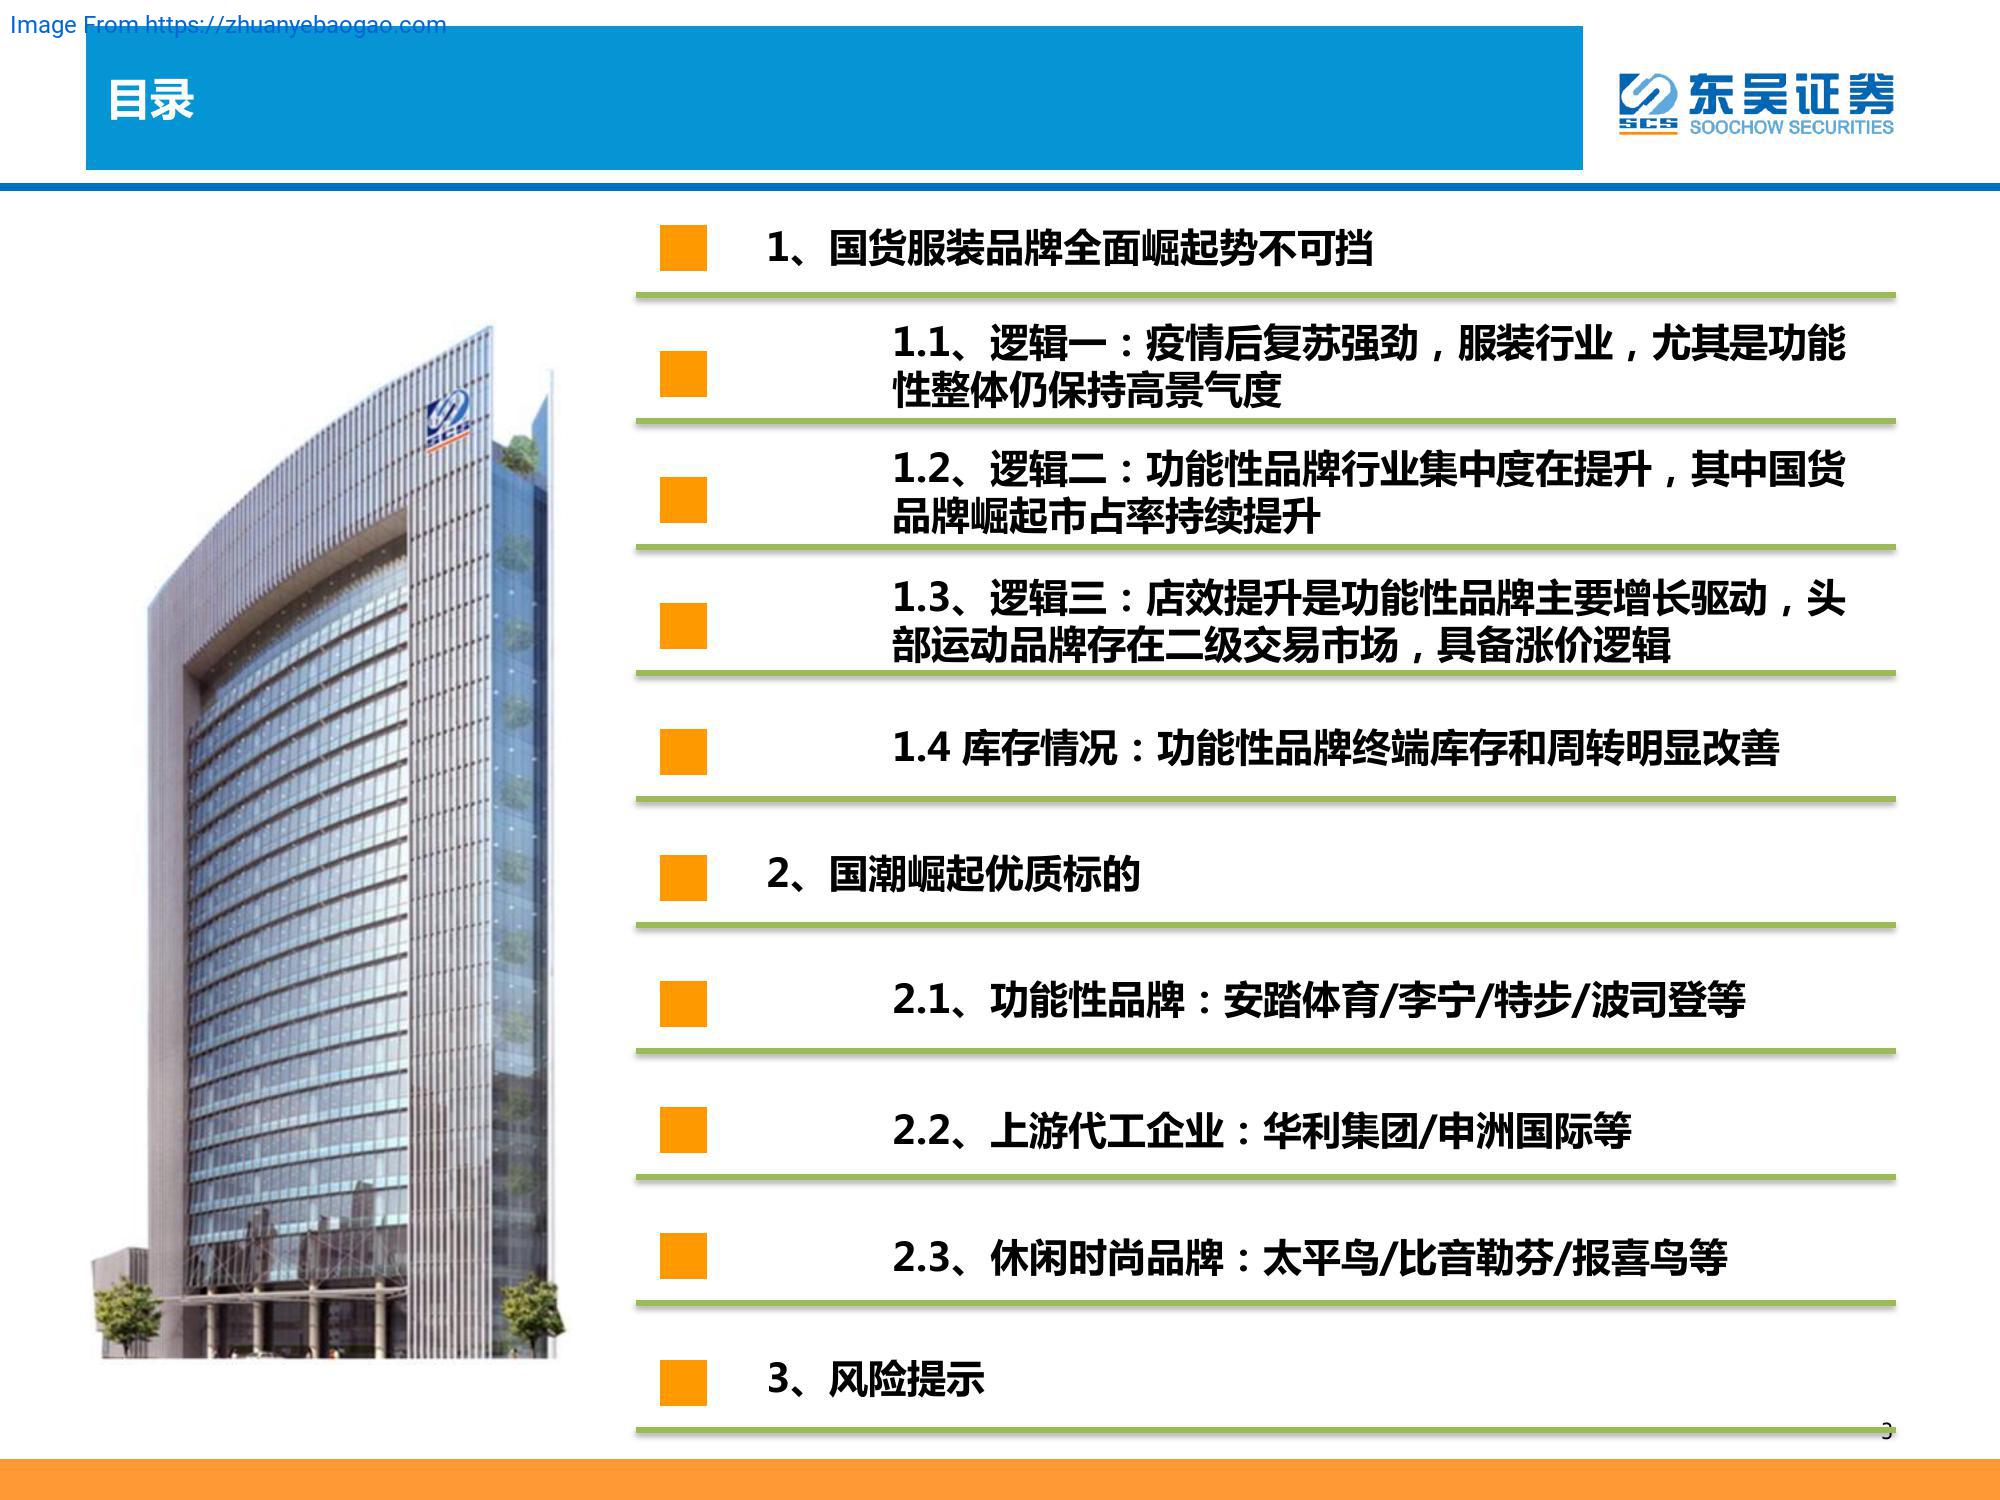 Image From https://zhuanyebaogao.com
目录
东吴证券
SCS
SOOCHOW SECURITIES
1、国货服装品牌全面崛起势不可挡
1.1、逻辑一：疫情后复苏强劲，服装行业，尤其是功能
性整体仍保持高景气度
1.2、逻辑二：功能性品牌行业集中度在提升，其中国货
品牌崛起市占率持续提升
1.3、逻辑三：店效提升是功能性品牌主要增长驱动，头
部运动品牌存在二级交易市场，具备涨价逻辑
1.4 库存情况：功能性品牌终端库存和周转明显改善
2、国潮崛起优质标的
2.1、功能性品牌：安踏体育/李宁/特步/波司登等
2.2、上游代工企业：华利集团/申洲国际等
2.3、休闲时尚品牌：太平鸟/比音勒芬/报喜鸟等
3、风险提示
SCS
3